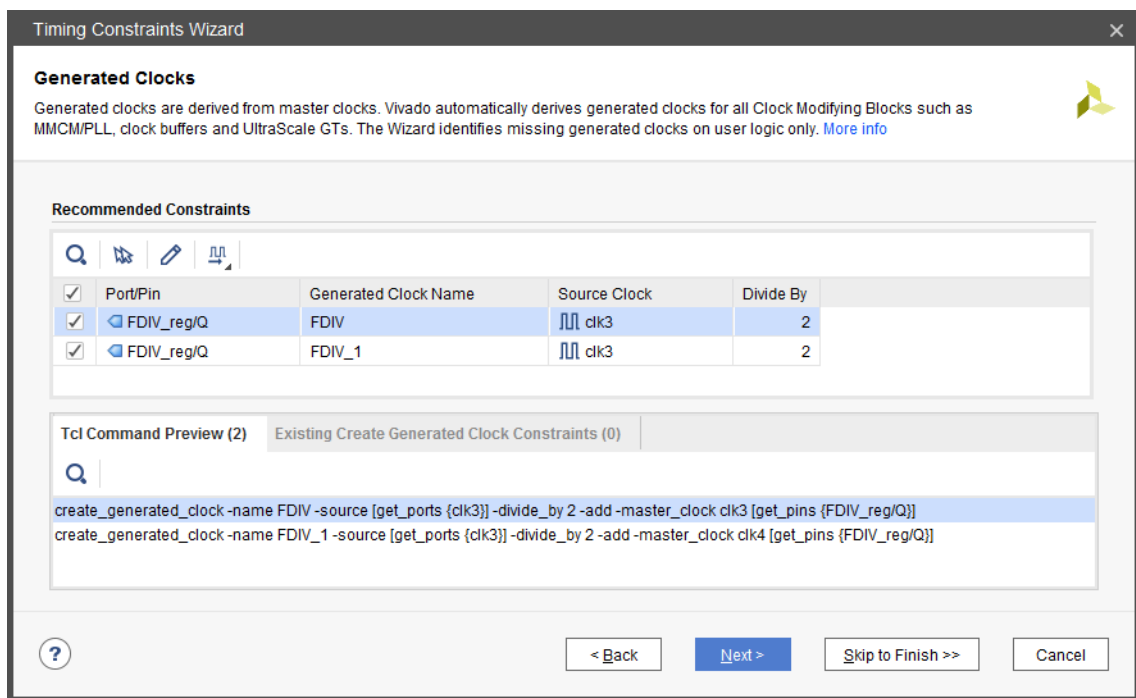 Timing Constraints Wizard
Generated Clocks
Generated clocks are derived from master clocks. Vivado automatically derives generated clocks for all Clock Modifying Blocks such as
MMCM/PLL, clock buffers and UltraScale GTs. The Wizard identifies missing generated clocks on user logic only. More info
Recommended Constraints
Port/Pin Generated Clock Name Source Clock Divide By
FDIV_reg/Q FDIV clk3 2
FDIV_reg/Q FDIV_1 clk3 2
Tcl Command Preview (2) Existing Create Generated Clock Constraints (0)
create_generated_clock -name FDIV -source [get_ports {clk3}] -divide_by 2 -add -master_clock clk3 [get_pins {FDIV_reg/Q}]
create_generated_clock -name FDIV_1 -source [get_ports {clk3}] -divide_by 2 -add -master_clock clk4 [get_pins {FDIV_reg/Q}]
? < Back Next > Skip to Finish >> Cancel